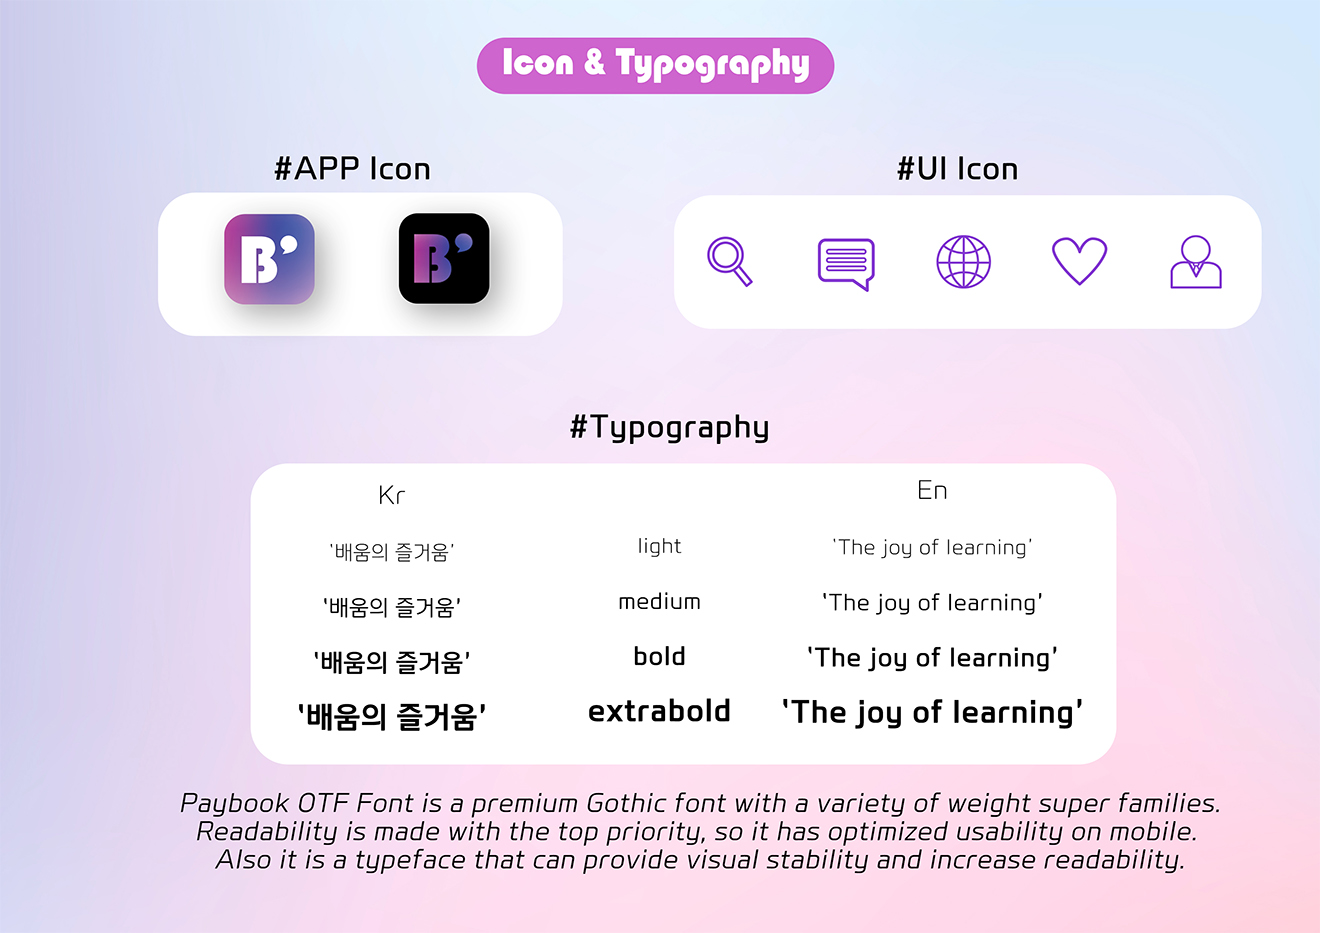 Icon & Typography
#APP Icon
#UI Icon
B’
B’
#Typography
Kr
En
‘배움의 즐거움’
light
‘The joy of learning’
‘배움의 즐거움’
medium
‘The joy of learning’
‘배움의 즐거움’
bold
‘The joy of learning’
‘배움의 즐거움’
extrabold
‘The joy of learning’
Paybook OTF Font is a premium Gothic font with a variety of weight super families.
Readability is made with the top priority, so it has optimized usability on mobile.
Also it is a typeface that can provide visual stability and increase readability.